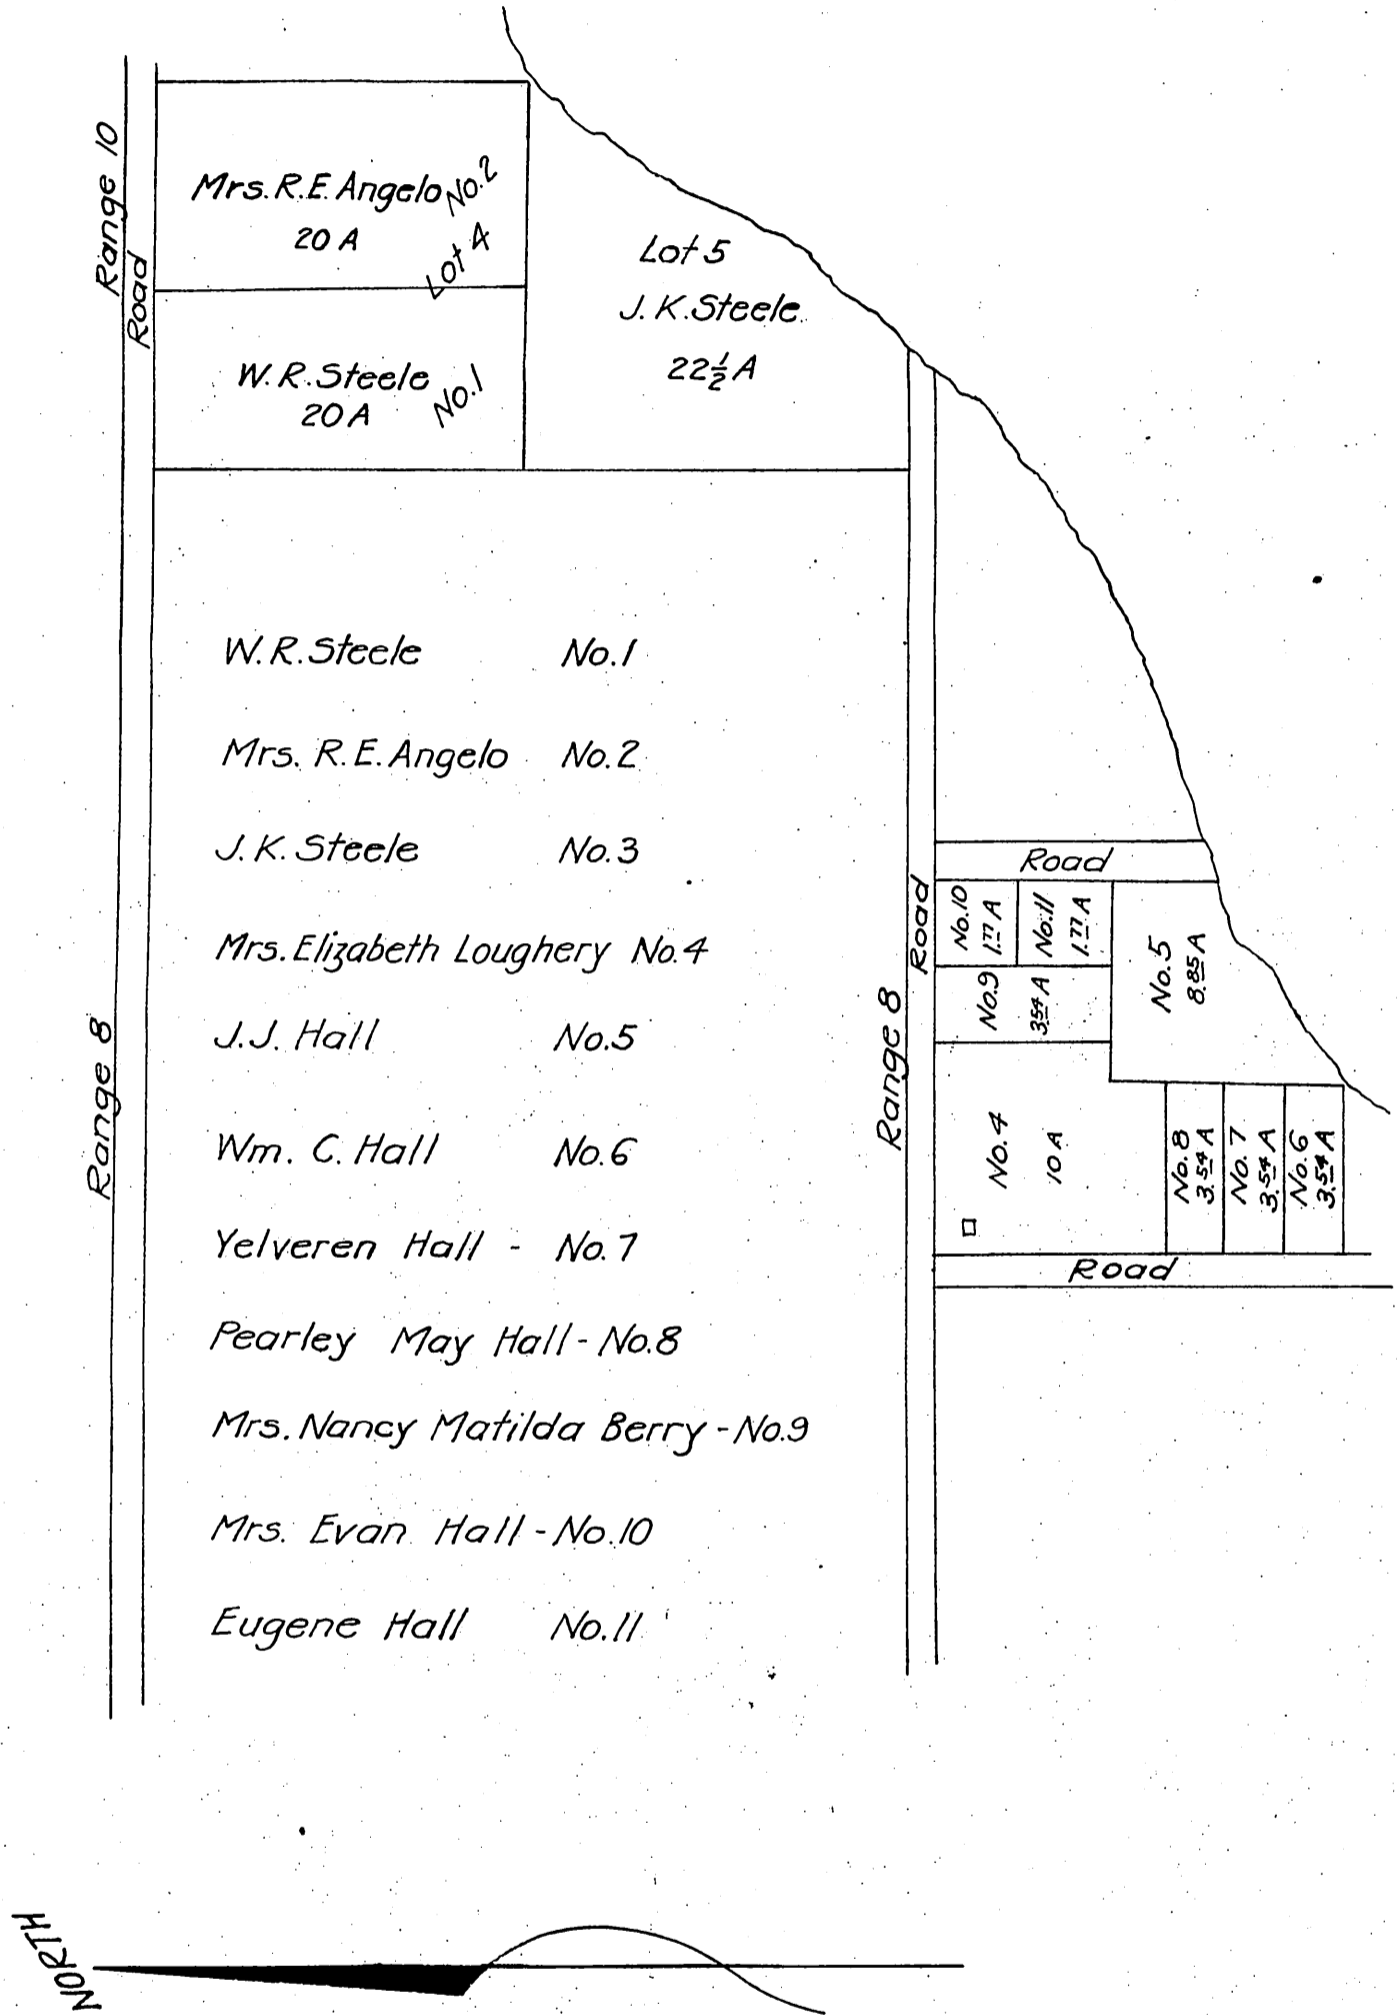 Range 10
Road
Mrs. R.E. Angelo No.2
20 A
Lot 4
W.R. Steele No.1
20 A
Lot 5
J.K. Steele
22½ A
W.R. Steele No.1
Mrs. R.E. Angelo No.2
J.K. Steele No.3
Mrs. Elizabeth Loughery No.4
J.J. Hall No.5
Wm. C. Hall No.6
Yelveren Hall - No.7
Pearley May Hall - No.8
Mrs. Nancy Matilda Berry - No.9
Mrs. Evan Hall - No.10
Eugene Hall No.11
Range 8
Road
Range 8
Road
No.10
1.77 A
No.11
1.77 A
No.9
3.54 A
No.5
8.85 A
No.4
10 A
No.8
3.54 A
No.7
3.54 A
No.6
3.54 A
Road
NORTH